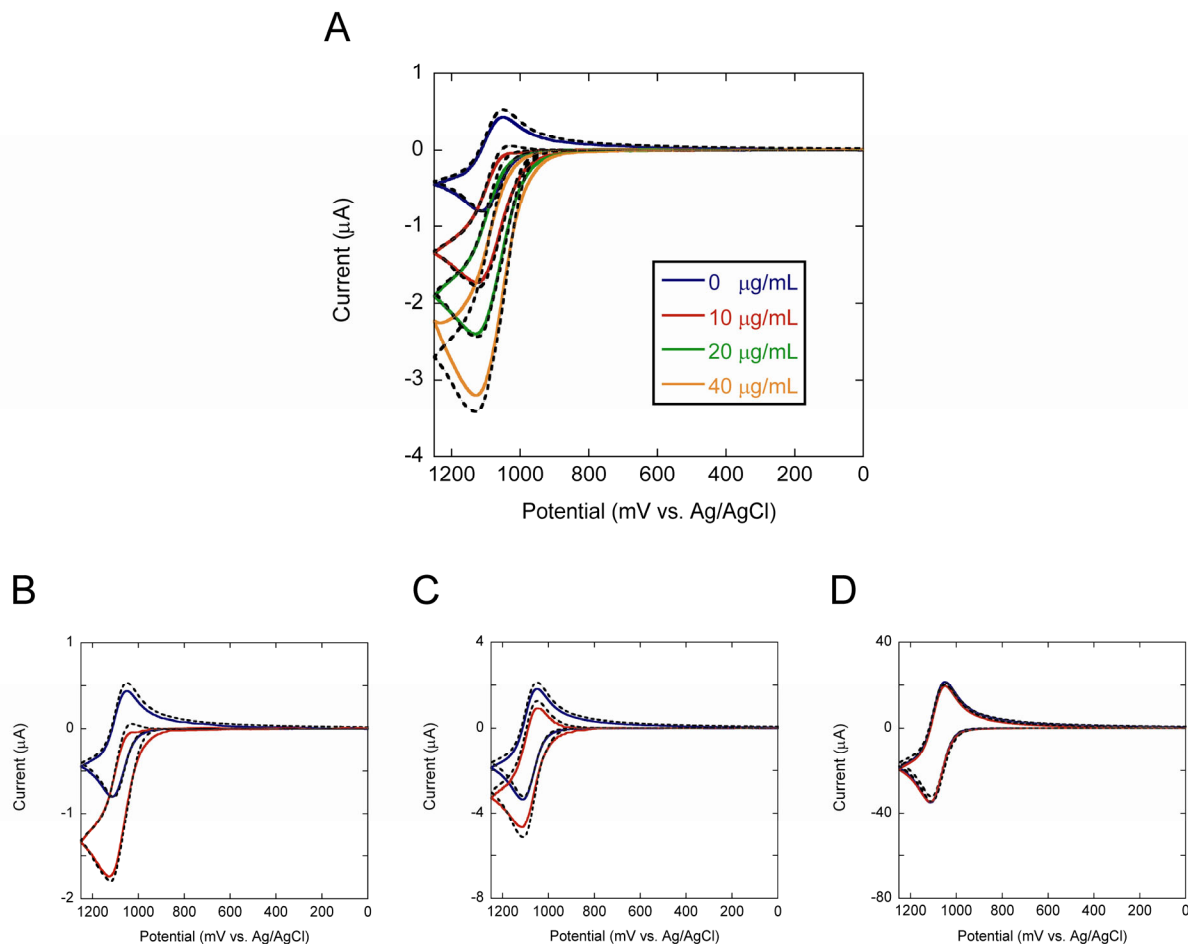 A
1
0
-1
-2
-3
-4
Current (μA)
0 μg/mL
10 μg/mL
20 μg/mL
40 μg/mL
1200 1000 800 600 400 200 0
Potential (mV vs. Ag/AgCl)
B
1
0
-1
-2
Current (μA)
1200 1000 800 600 400 200 0
Potential (mV vs. Ag/AgCl)
C
4
0
-4
-8
Current (μA)
1200 1000 800 600 400 200 0
Potential (mV vs. Ag/AgCl)
D
40
0
-40
-80
Current (μA)
1200 1000 800 600 400 200 0
Potential (mV vs. Ag/AgCl)